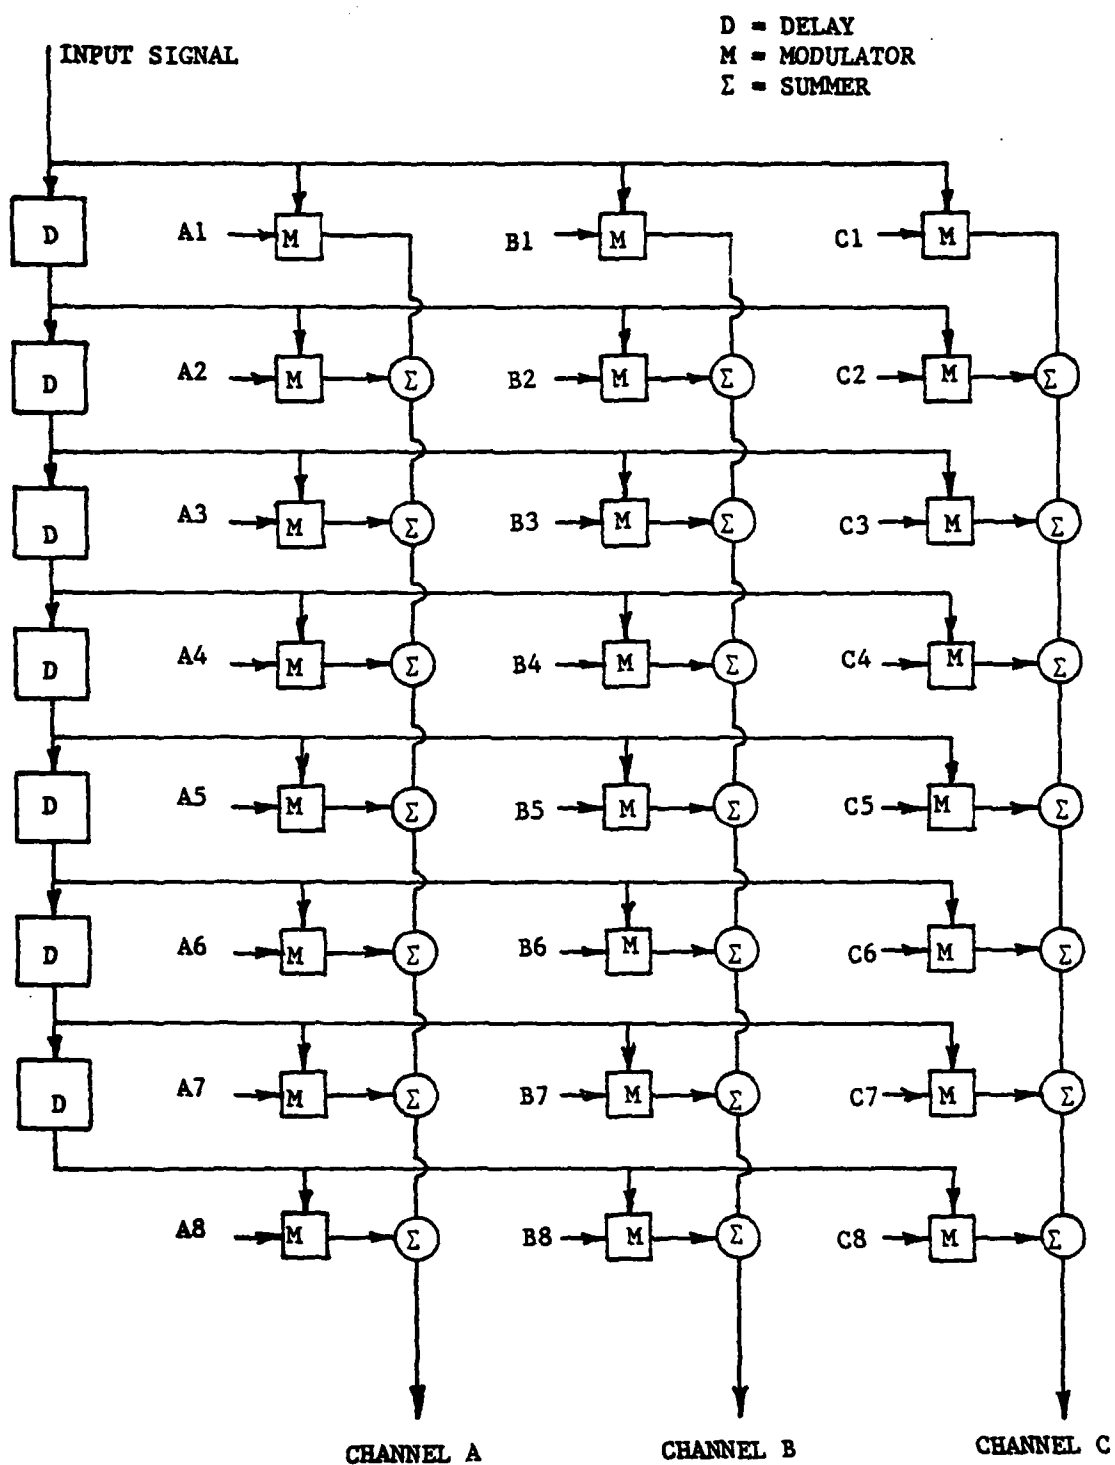 D = DELAY
M = MODULATOR
Σ = SUMMER
INPUT SIGNAL
D A1 M B1 M C1 M
D A2 M Σ B2 M Σ C2 M Σ
D A3 M Σ B3 M Σ C3 M Σ
D A4 M Σ B4 M Σ C4 M Σ
D A5 M Σ B5 M Σ C5 M Σ
D A6 M Σ B6 M Σ C6 M Σ
D A7 M Σ B7 M Σ C7 M Σ
A8 M Σ B8 M Σ C8 M Σ
CHANNEL A CHANNEL B CHANNEL C